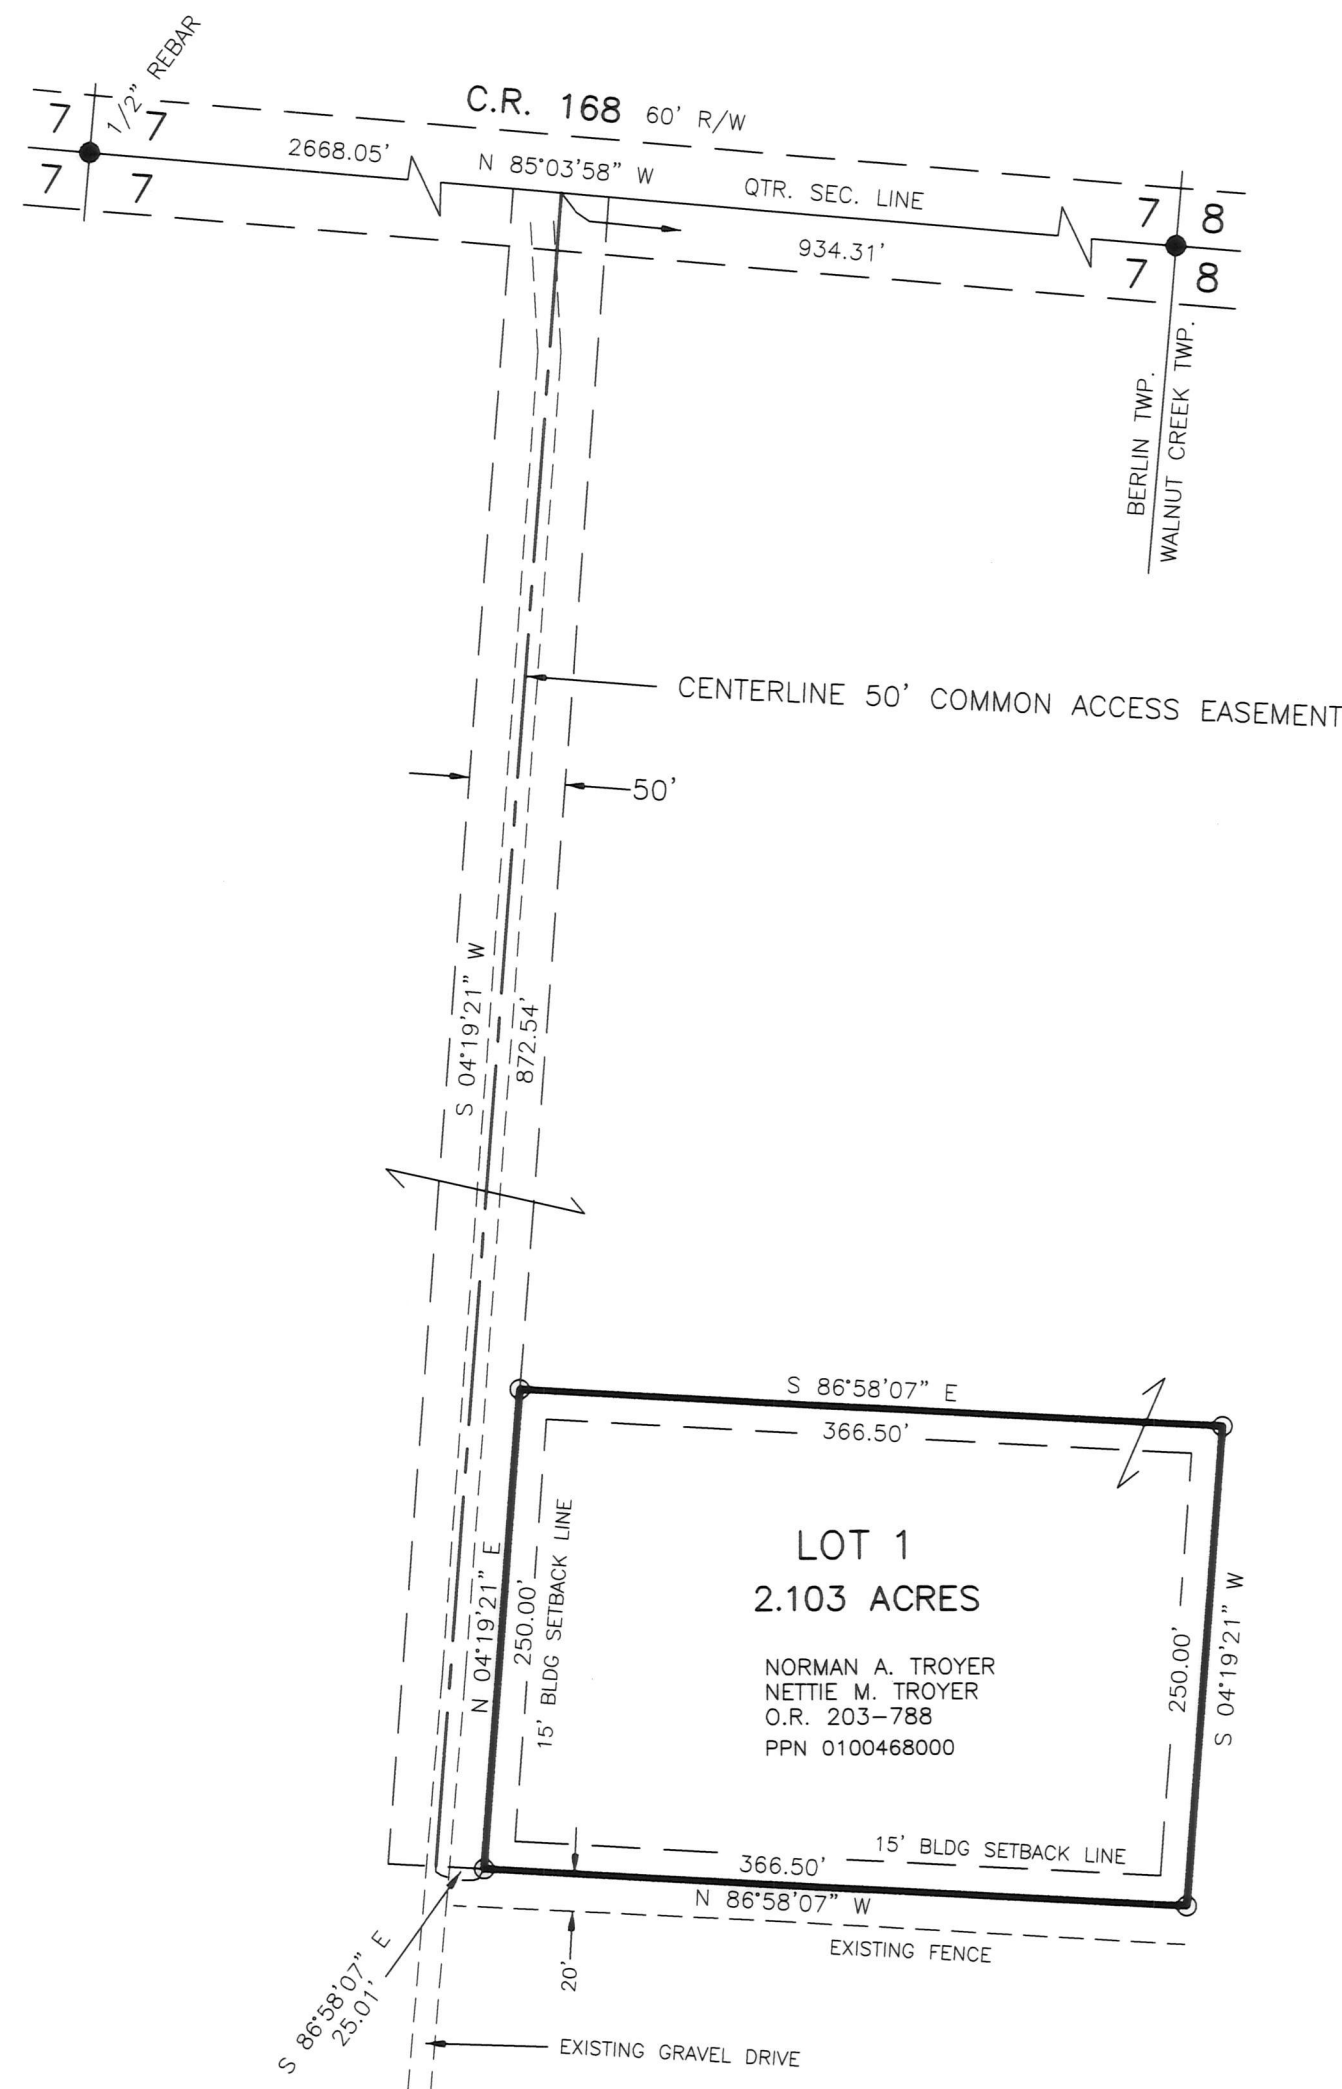 1/2" REBAR
C.R. 168 60' R/W
7 7
7 7
2668.05'
N 85°03'58" W
QTR. SEC. LINE
934.31'
7 8
7 8
BERLIN TWP.
WALNUT CREEK TWP.
CENTERLINE 50' COMMON ACCESS EASEMENT
50'
S 04°19'21" W
872.54'
S 86°58'07" E
366.50'
LOT 1
2.103 ACRES
NORMAN A. TROYER
NETTIE M. TROYER
O.R. 203-788
PPN 0100468000
N 04°19'21" E
250.00'
15' BLDG SETBACK LINE
250.00'
S 04°19'21" W
15' BLDG SETBACK LINE
366.50'
N 86°58'07" W
EXISTING FENCE
20'
S 86°58'07" E
25.01'
EXISTING GRAVEL DRIVE